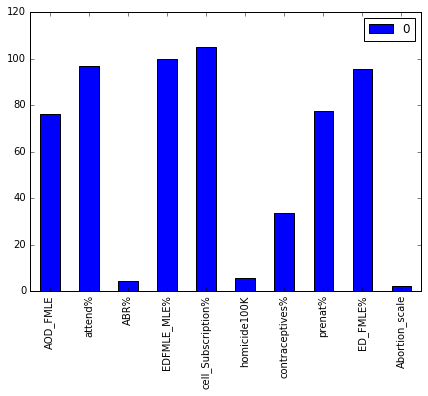 120
100
80
60
40
20
0
0
AOD_FMLE
attend%
ABR%
EDFMLE_MLE%
cell_Subscription%
homicide100K
contraceptives%
prenat%
ED_FMLE%
Abortion_scale